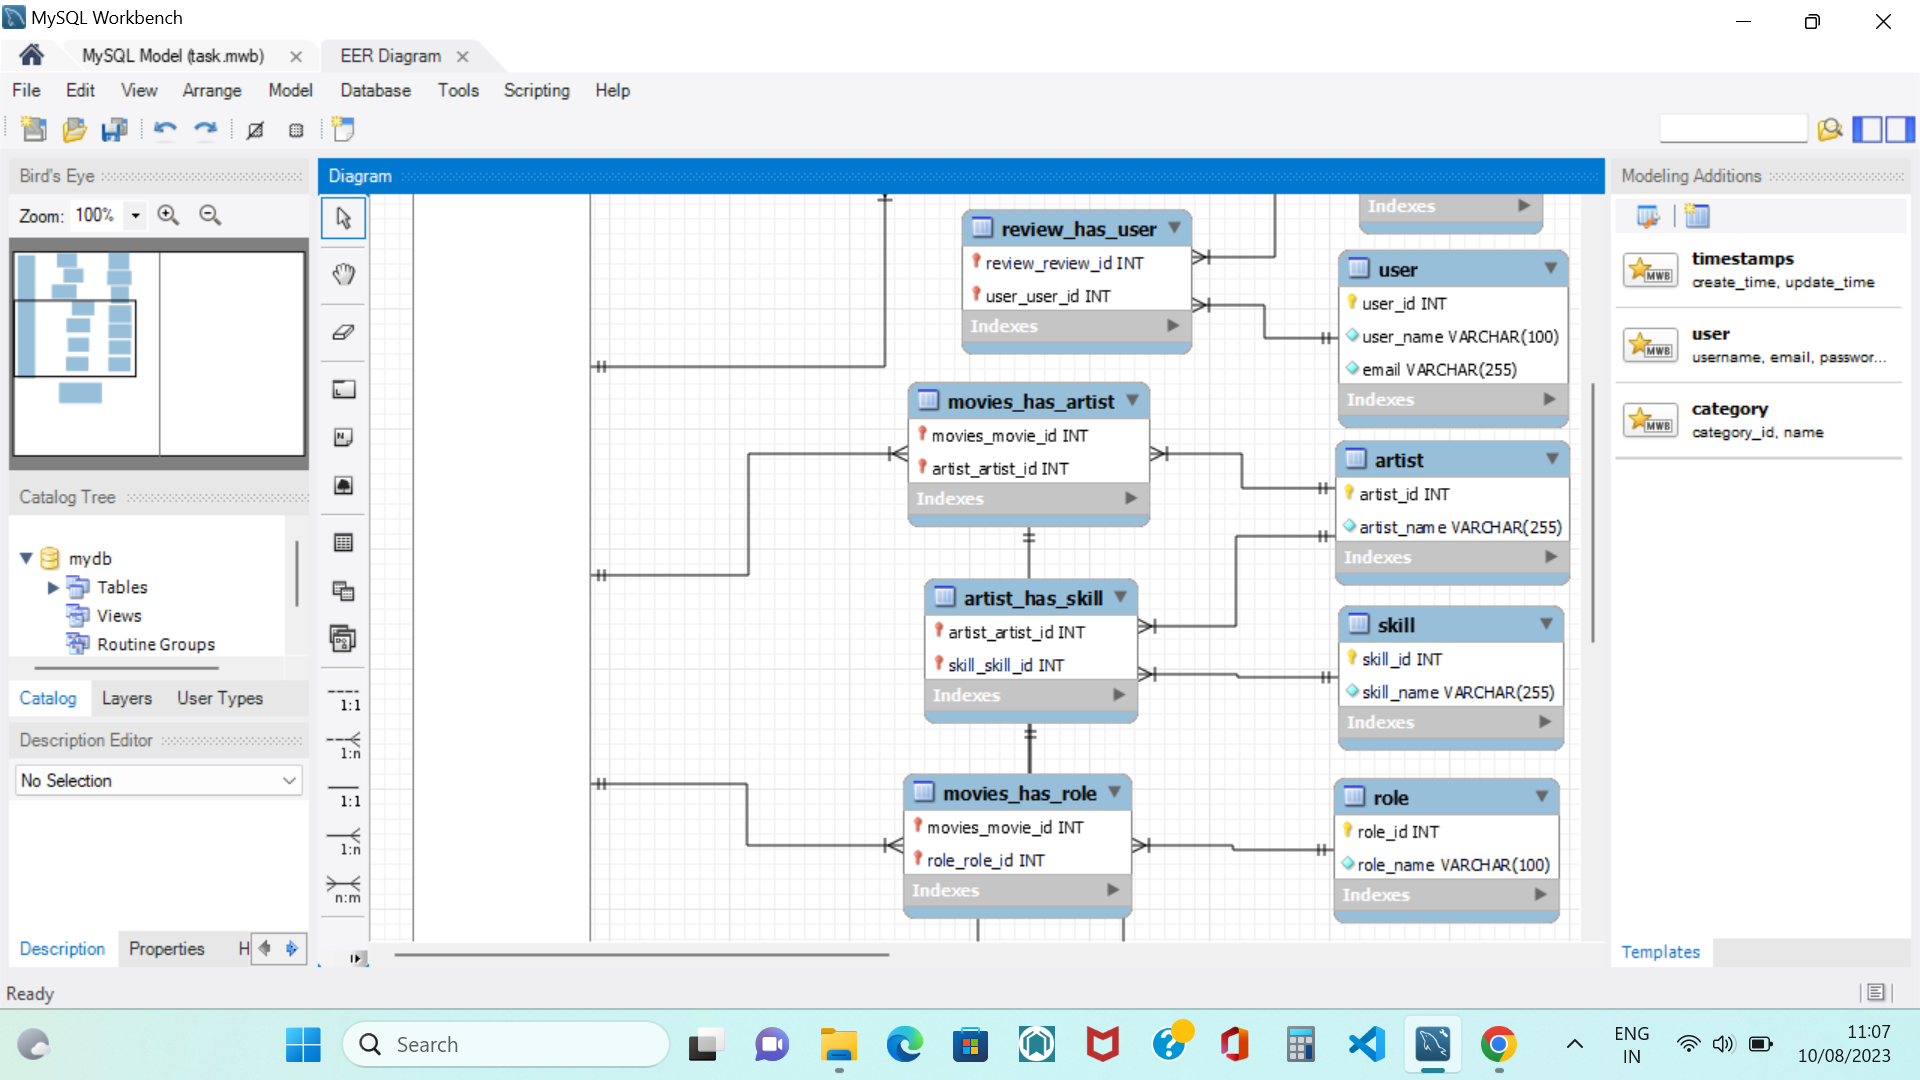 MySQL Workbench
MySQL Model (task.mwb)
EER Diagram
File Edit View Arrange Model Database Tools Scripting Help
Bird's Eye
Zoom: 100%
Catalog Tree
mydb
Tables
Views
Routine Groups
Catalog Layers User Types
Description Editor
No Selection
Description Properties H
Ready
Diagram
1:1
1:n
1:1
1:n
n:m
review_has_user
review_review_id INT
user_user_id INT
Indexes
movies_has_artist
movies_movie_id INT
artist_artist_id INT
Indexes
artist_has_skill
artist_artist_id INT
skill_skill_id INT
Indexes
movies_has_role
movies_movie_id INT
role_role_id INT
Indexes
Indexes
user
user_id INT
user_name VARCHAR(100)
email VARCHAR(255)
Indexes
artist
artist_id INT
artist_name VARCHAR(255)
Indexes
skill
skill_id INT
skill_name VARCHAR(255)
Indexes
role
role_id INT
role_name VARCHAR(100)
Indexes
Modeling Additions
MWB
timestamps
create_time, update_time
MWB
user
username, email, passwor...
MWB
category
category_id, name
Templates
Search
ENG
IN
11:07
10/08/2023